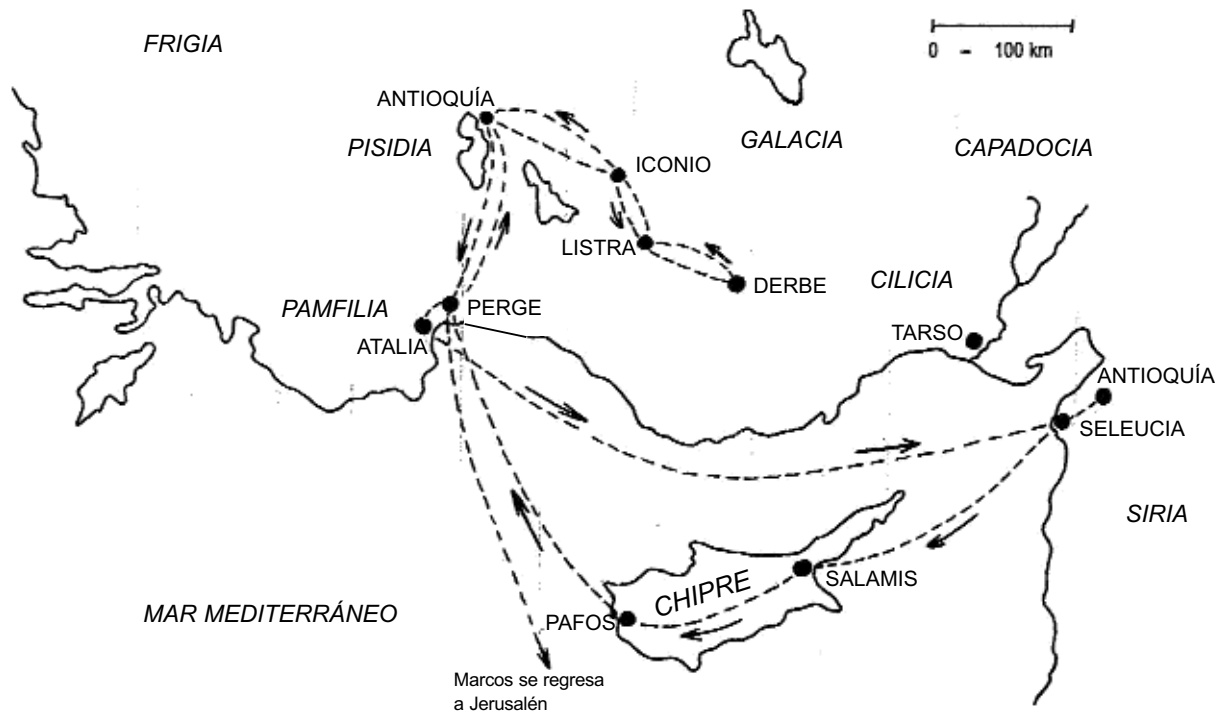 FRIGIA
0 - 100 km
ANTIOQUÍA
PISIDIA
GALACIA
CAPADOCIA
ICONIO
LISTRA
DERBE
CILICIA
PAMFILIA
PERGE
ATALIA
TARSO
ANTIOQUÍA
SELEUCIA
SIRIA
SALAMIS
CHIPRE
MAR MEDITERRÁNEO
PAFOS
Marcos se regresa
a Jerusalén